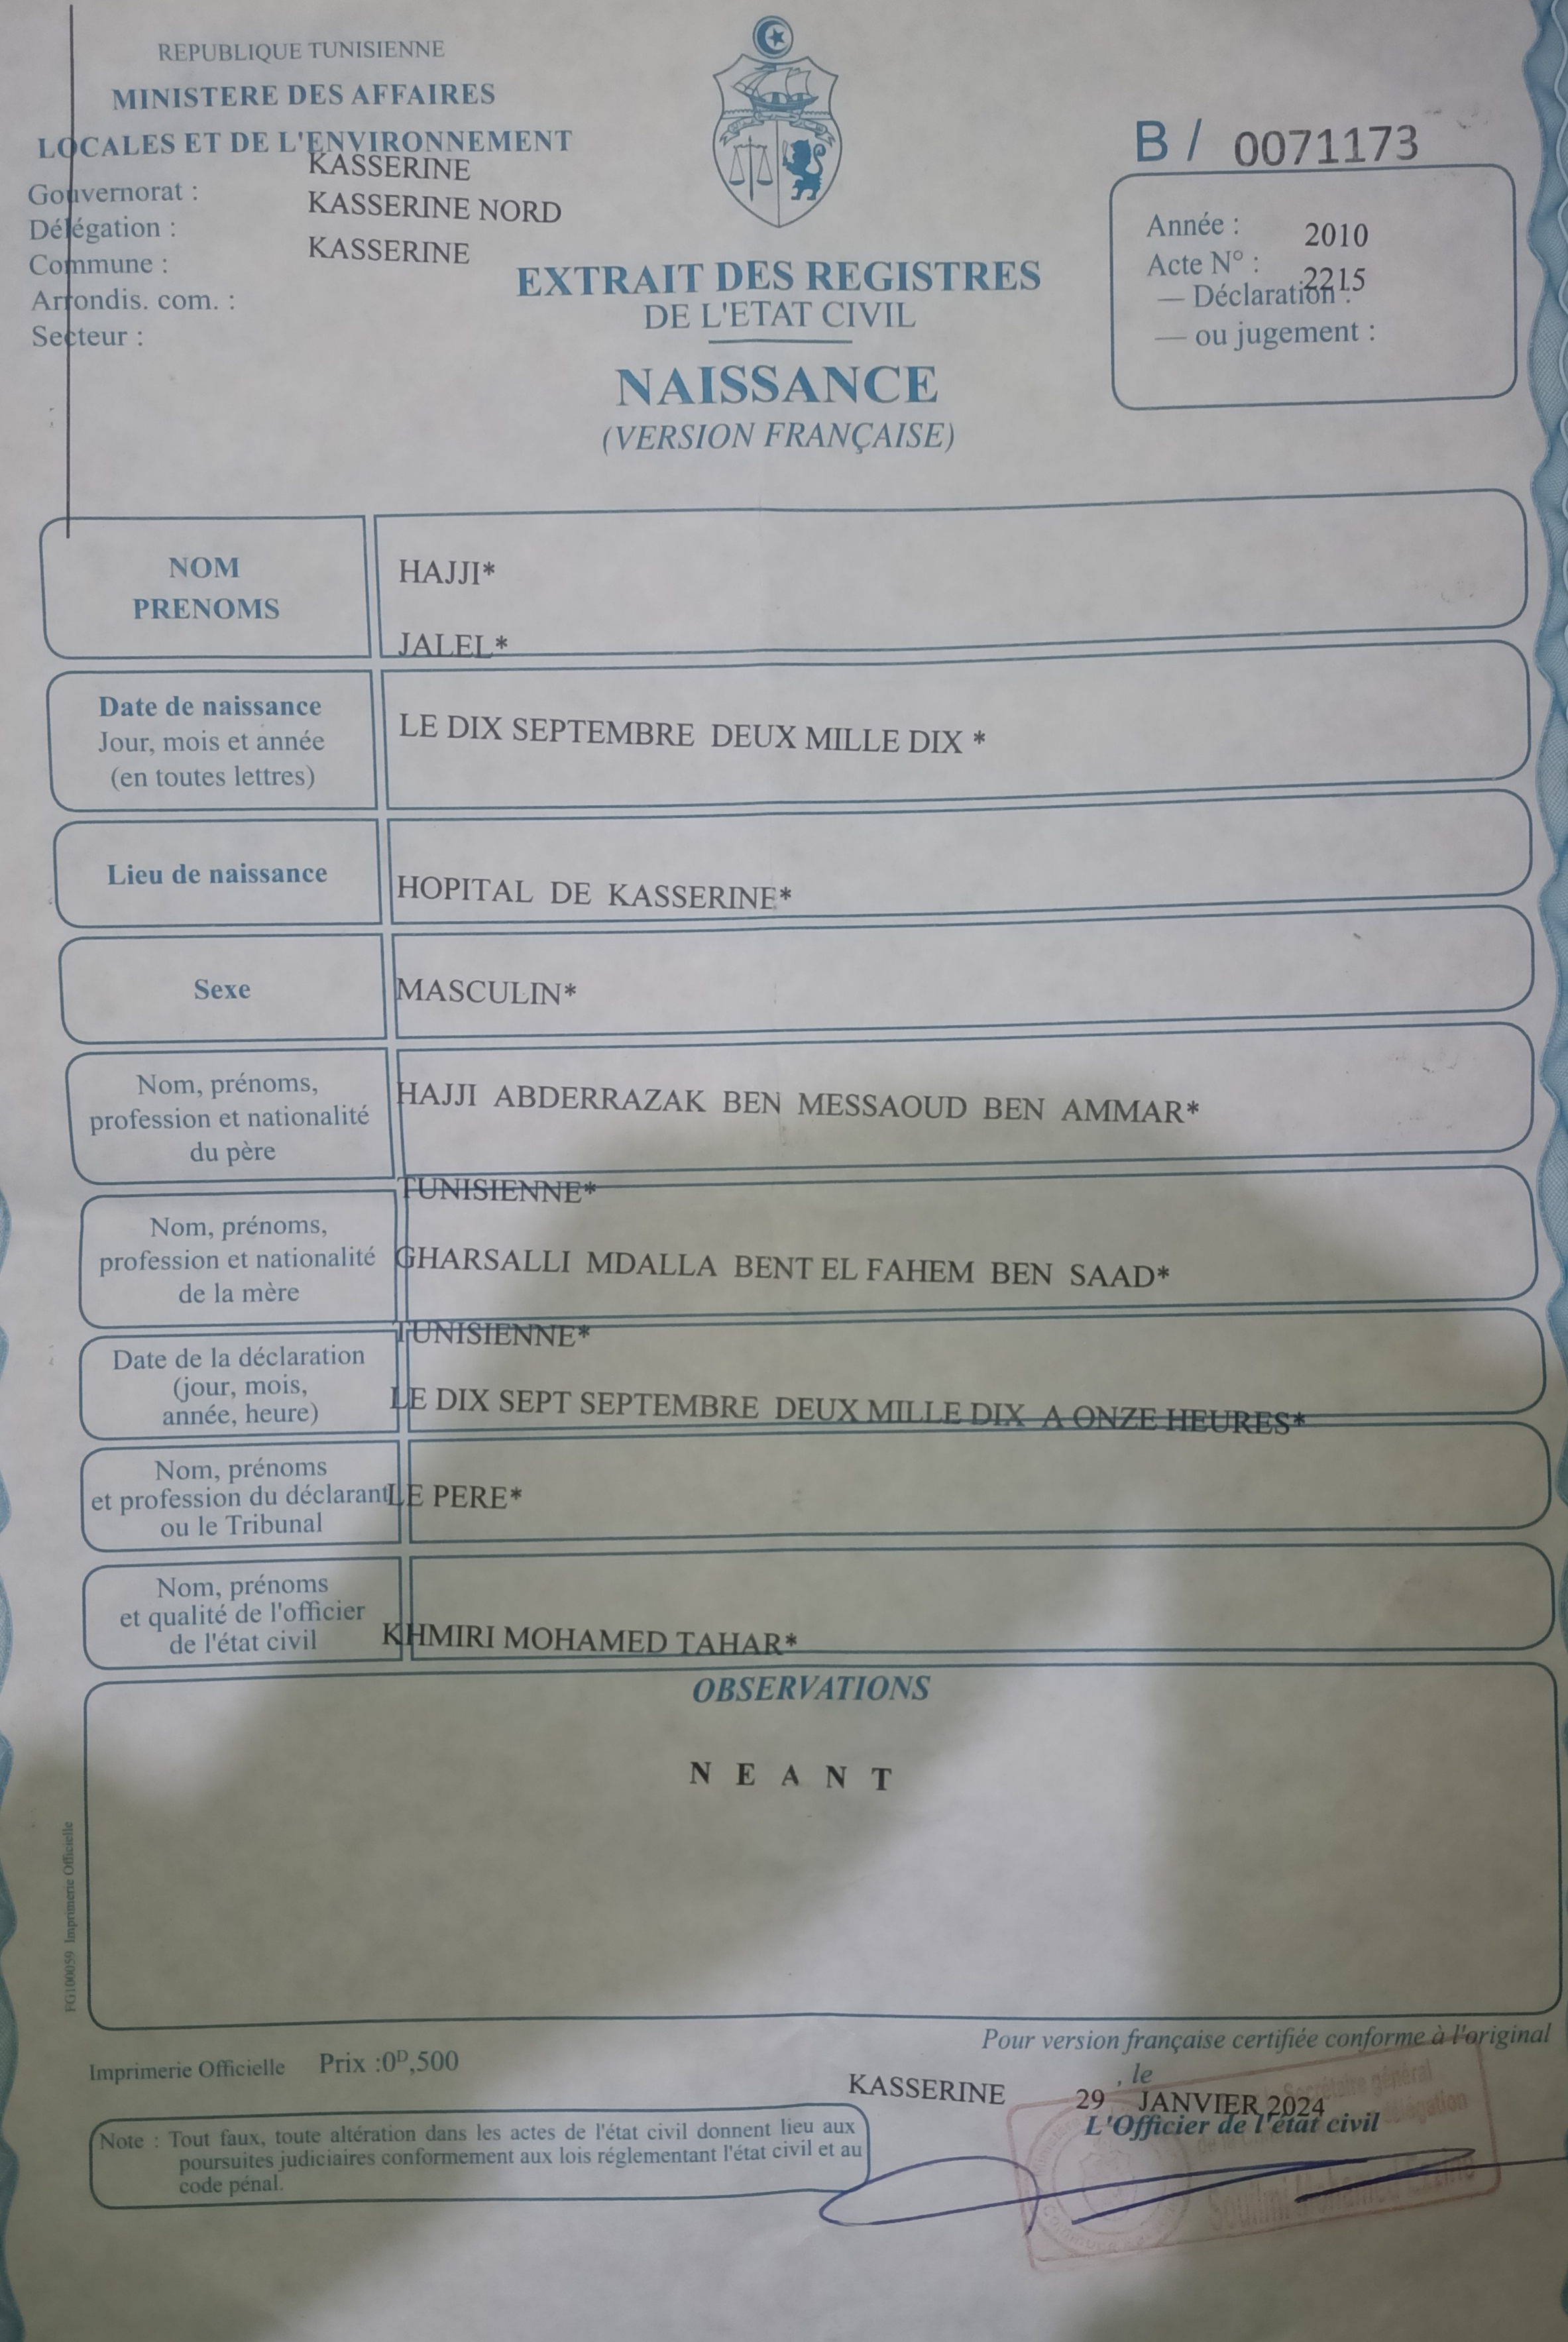 REPUBLIQUE TUNISIENNE
MINISTERE DES AFFAIRES
LOCALES ET DE L'ENVIRONNEMENT
Gouvernorat : KASSERINE
Délégation : KASSERINE NORD
Commune : KASSERINE
Arrondis. com. :
Secteur :
B / 0071173
Année : 2010
Acte N° : 2215
— Déclaration :
— ou jugement :
EXTRAIT DES REGISTRES
DE L'ETAT CIVIL
NAISSANCE
(VERSION FRANÇAISE)
NOM
PRENOMS
HAJJI*
JALEL*
Date de naissance
Jour, mois et année
(en toutes lettres)
LE DIX SEPTEMBRE DEUX MILLE DIX *
Lieu de naissance
HOPITAL DE KASSERINE*
Sexe
MASCULIN*
Nom, prénoms,
profession et nationalité
du père
HAJJI ABDERRAZAK BEN MESSAOUD BEN AMMAR*
TUNISIENNE*
Nom, prénoms,
profession et nationalité
de la mère
GHARSALLI MDALLA BENT EL FAHEM BEN SAAD*
TUNISIENNE*
Date de la déclaration
(jour, mois,
année, heure)
LE DIX SEPT SEPTEMBRE DEUX MILLE DIX A ONZE HEURES*
Nom, prénoms
et profession du déclarant
ou le Tribunal
LE PERE*
Nom, prénoms
et qualité de l'officier
de l'état civil
KHMIRI MOHAMED TAHAR*
OBSERVATIONS
N E A N T
FG100059 Imprimerie Officielle
Imprimerie Officielle Prix :0D,500
Pour version française certifiée conforme à l'original
KASSERINE , le 29 JANVIER 2024
L'Officier de l'état civil
Secrétaire général
de la délégation
Souilmi Mohamed
Note : Tout faux, toute altération dans les actes de l'état civil donnent lieu aux
poursuites judiciaires conformement aux lois réglementant l'état civil et au
code pénal.